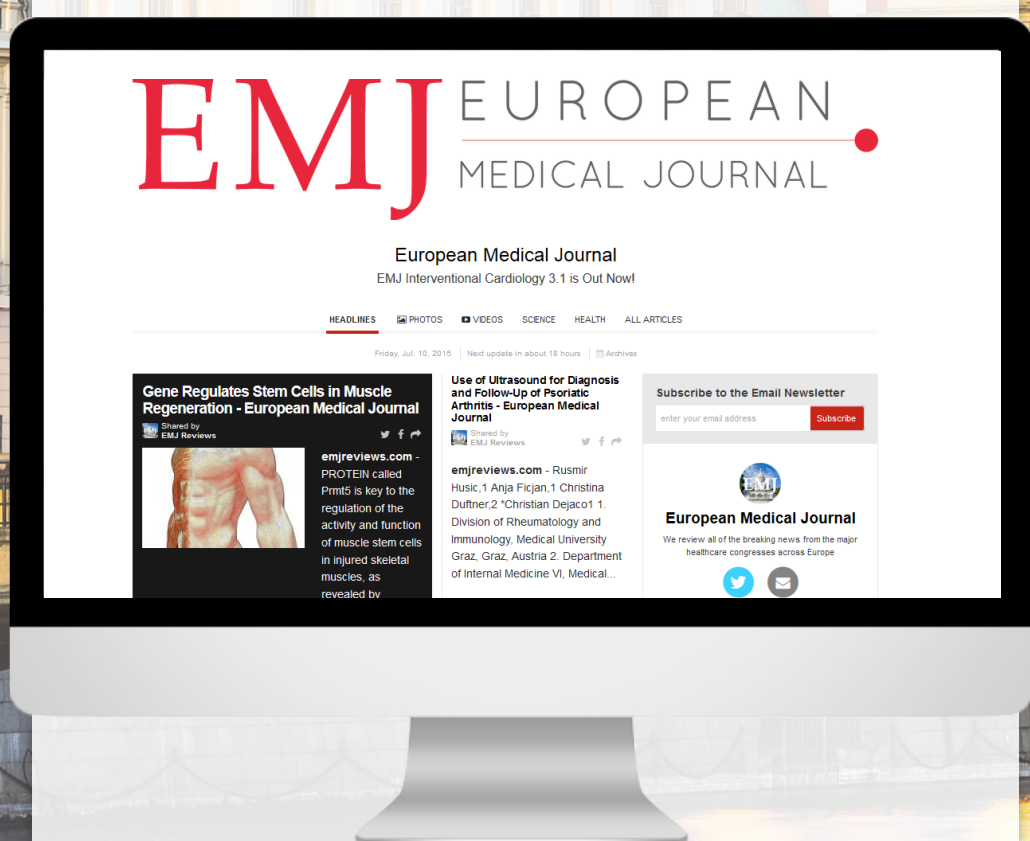 EMJ
EUROPEAN
MEDICAL JOURNAL
European Medical Journal
EMJ Interventional Cardiology 3.1 is Out Now!
HEADLINES PHOTOS VIDEOS SCIENCE HEALTH ALL ARTICLES
Friday, Jul. 10, 2015 Next update in about 18 hours Archives
Gene Regulates Stem Cells in Muscle
Regeneration - European Medical Journal
Shared by
EMJ Reviews
emjreviews.com -
PROTEIN called
Prmt5 is key to the
regulation of the
activity and function
of muscle stem cells
in injured skeletal
muscles, as
revealed by
Use of Ultrasound for Diagnosis
and Follow-Up of Psoriatic
Arthritis - European Medical
Journal
Shared by
EMJ Reviews
emjreviews.com - Rusmir
Husic,1 Anja Ficjan,1 Christina
Duftner,2 *Christian Dejaco1 1.
Division of Rheumatology and
Immunology, Medical University
Graz, Graz, Austria 2. Department
of Internal Medicine VI, Medical...
Subscribe to the Email Newsletter
enter your email address Subscribe
EMJ
European Medical Journal
We review all of the breaking news from the major
healthcare congresses across Europe